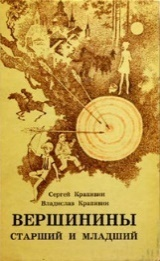 Сергей Крапивин
Владислав Крапивин
ВЕРШИНИНЫ
СТАРШИЙ И МЛАДШИЙ